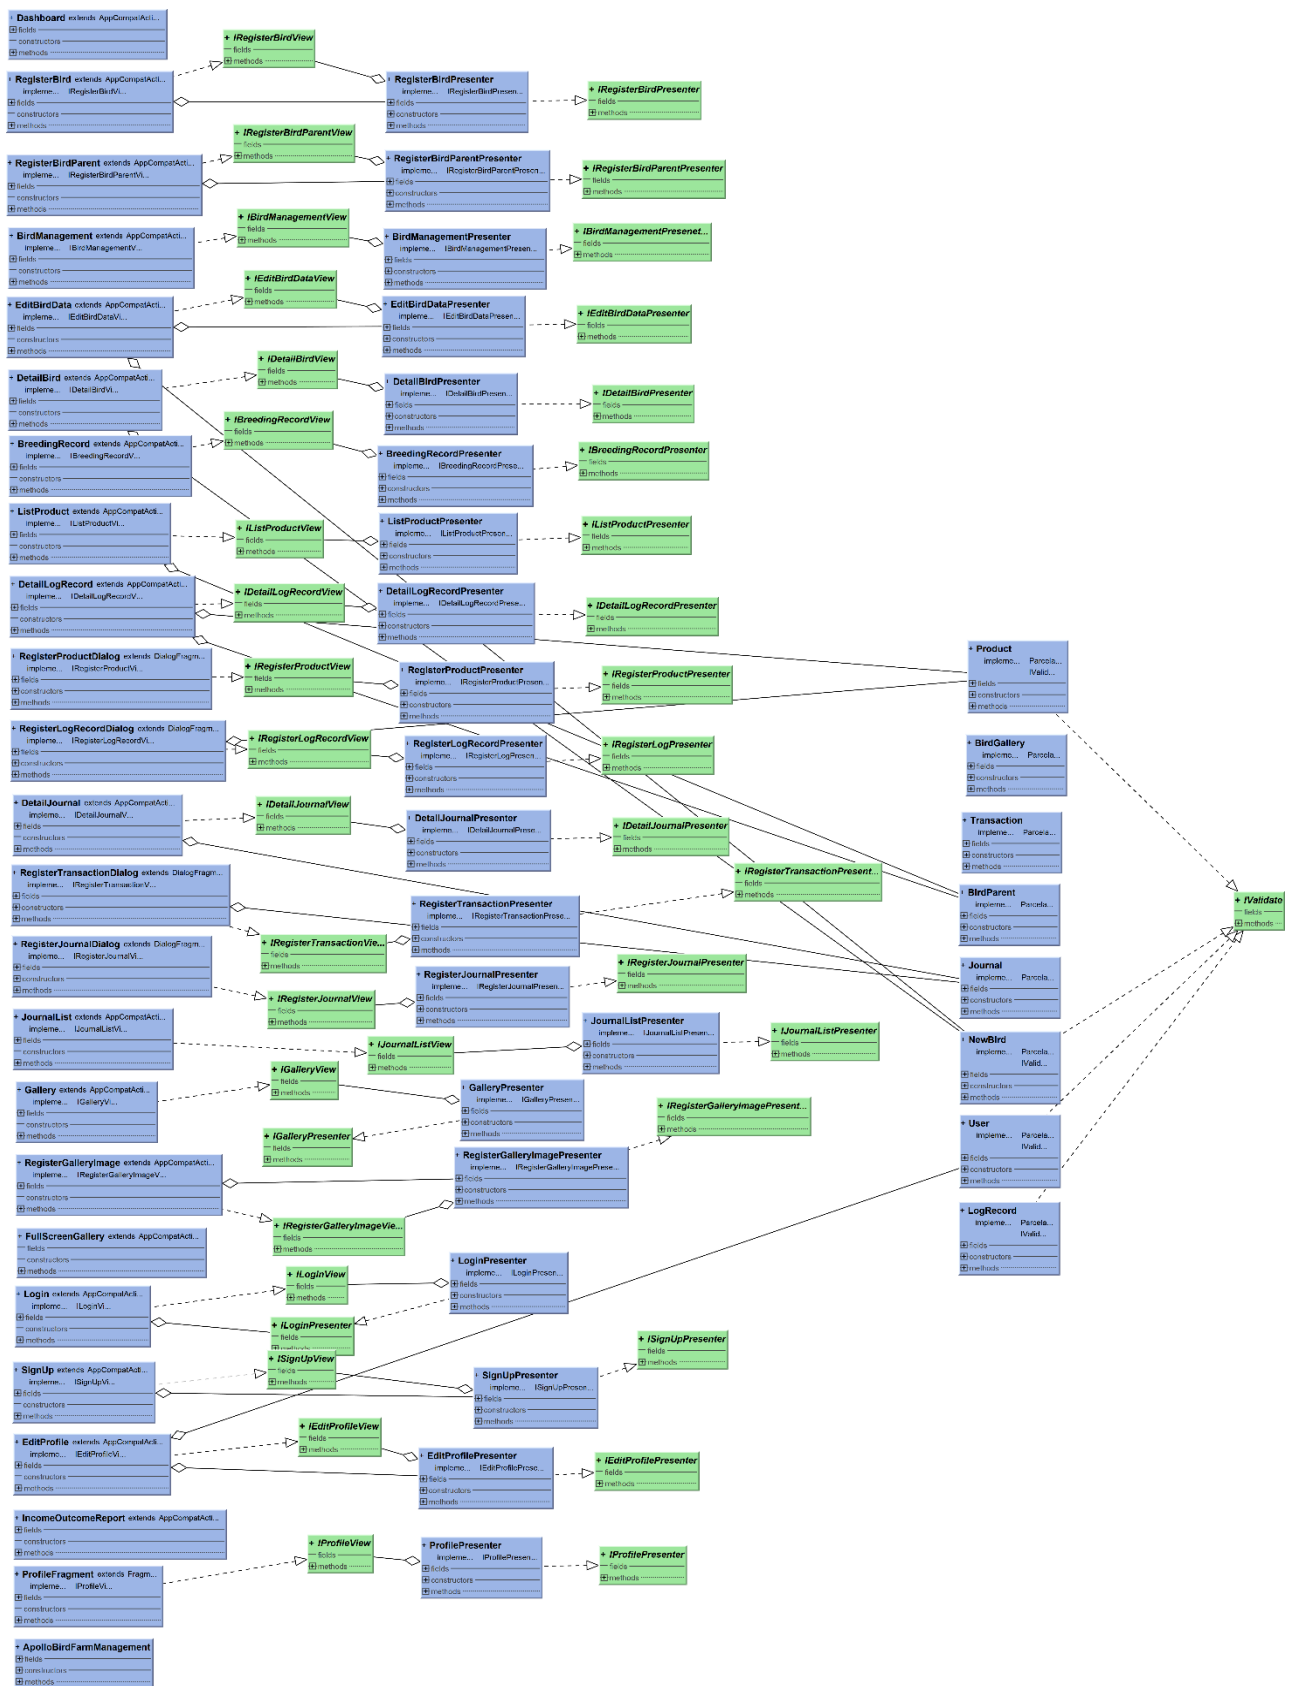 Dashboard extends AppCompatActi...
fields
constructors
methods
+ IRegisterBirdView
fields
methods
RegisterBird extends AppCompatActi...
impleme... IRegisterBirdVi...
fields
constructors
methods
RegisterBirdPresenter
impleme... IRegisterBirdPresen...
fields
constructors
methods
+ IRegisterBirdPresenter
fields
methods
+ IRegisterBirdParentView
fields
methods
RegisterBirdParent extends AppCompatActi...
impleme... IRegisterBirdParentVi...
fields
constructors
methods
RegisterBirdParentPresenter
impleme... IRegisterBirdParentPresen...
fields
constructors
methods
+ IRegisterBirdParentPresenter
fields
methods
+ IBirdManagementView
fields
methods
BirdManagement extends AppCompatActi...
impleme... IBirdManagementV...
fields
constructors
methods
BirdManagementPresenter
impleme... IBirdManagementPresen...
fields
constructors
methods
+ IBirdManagementPresenet...
fields
methods
+ IEditBirdDataView
fields
methods
EditBirdData extends AppCompatActi...
impleme... IEditBirdDataVi...
fields
constructors
methods
EditBirdDataPresenter
impleme... IEditBirdDataPresen...
fields
constructors
methods
+ IEditBirdDataPresenter
fields
methods
+ IDetailBirdView
fields
methods
DetailBird extends AppCompatActi...
impleme... IDetailBirdVi...
fields
constructors
methods
DetailBirdPresenter
impleme... IDetailBirdPresen...
fields
constructors
methods
+ IDetailBirdPresenter
fields
methods
+ IBreedingRecordView
fields
methods
BreedingRecord extends AppCompatActi...
impleme... IBreedingRecordV...
fields
constructors
methods
BreedingRecordPresenter
impleme... IBreedingRecordPrese...
fields
constructors
methods
+ IBreedingRecordPresenter
fields
methods
ListProduct extends AppCompatActi...
impleme... IListProductVi...
fields
constructors
methods
+ IListProductView
fields
methods
ListProductPresenter
impleme... IListProductPresen...
fields
constructors
methods
+ IListProductPresenter
fields
methods
DetailLogRecord extends AppCompatActi...
impleme... IDetailLogRecordV...
fields
constructors
methods
+ IDetailLogRecordView
fields
methods
DetailLogRecordPresenter
impleme... IDetailLogRecordPrese...
fields
constructors
methods
+ IDetailLogRecordPresenter
fields
methods
RegisterProductDialog extends DialogFragm...
impleme... IRegisterProductVi...
fields
constructors
methods
+ IRegisterProductView
fields
methods
RegisterProductPresenter
impleme... IRegisterProductPresen...
fields
constructors
methods
+ IRegisterProductPresenter
fields
methods
Product
impleme... Parcela...
IValid...
fields
constructors
methods
RegisterLogRecordDialog extends DialogFragm...
impleme... IRegisterLogRecordVi...
fields
constructors
methods
+ IRegisterLogRecordView
fields
methods
RegisterLogRecordPresenter
impleme... IRegisterLogPresen...
fields
constructors
methods
+ IRegisterLogPresenter
fields
methods
BirdGallery
impleme... Parcela...
fields
constructors
methods
DetailJournal extends AppCompatActi...
impleme... IDetailJournalV...
fields
constructors
methods
+ IDetailJournalView
fields
methods
DetailJournalPresenter
impleme... IDetailJournalPrese...
fields
constructors
methods
+ IDetailJournalPresenter
fields
methods
Transaction
impleme... Parcela...
fields
constructors
methods
RegisterTransactionDialog extends DialogFragm...
impleme... IRegisterTransactionV...
fields
constructors
methods
+ IRegisterTransactionVie...
fields
methods
RegisterTransactionPresenter
impleme... IRegisterTransactionPrese...
fields
constructors
methods
+ IRegisterTransactionPresent...
fields
methods
BirdParent
impleme... Parcela...
fields
constructors
methods
+ IValidate
fields
methods
RegisterJournalDialog extends DialogFragm...
impleme... IRegisterJournalVi...
fields
constructors
methods
+ IRegisterJournalView
fields
methods
RegisterJournalPresenter
impleme... IRegisterJournalPresen...
fields
constructors
methods
+ IRegisterJournalPresenter
fields
methods
Journal
impleme... Parcela...
fields
constructors
methods
JournalList extends AppCompatActi...
impleme... IJournalListVi...
fields
constructors
methods
+ IJournalListView
fields
methods
JournalListPresenter
impleme... IJournalListPresen...
fields
constructors
methods
+ IJournalListPresenter
fields
methods
NewBird
impleme... Parcela...
IValid...
fields
constructors
methods
Gallery extends AppCompatActi...
impleme... IGalleryVi...
fields
constructors
methods
+ IGalleryView
fields
methods
GalleryPresenter
impleme... IGalleryPresen...
fields
constructors
methods
+ IGalleryPresenter
fields
methods
+ IRegisterGalleryImagePresent...
fields
methods
User
impleme... Parcela...
IValid...
fields
constructors
methods
RegisterGalleryImage extends AppCompatActi...
impleme... IRegisterGalleryImageV...
fields
constructors
methods
RegisterGalleryImagePresenter
impleme... IRegisterGalleryImagePrese...
fields
constructors
methods
+ IRegisterGalleryImageVie...
fields
methods
LogRecord
impleme... Parcela...
IValid...
fields
constructors
methods
FullScreenGallery extends AppCompatActi...
fields
constructors
methods
Login extends AppCompatActi...
impleme... ILoginVi...
fields
constructors
methods
+ ILoginView
fields
methods
LoginPresenter
impleme... ILoginPresen...
fields
constructors
methods
+ ILoginPresenter
fields
methods
+ ISignUpView
fields
methods
SignUp extends AppCompatActi...
impleme... ISignUpVi...
fields
constructors
methods
SignUpPresenter
impleme... ISignUpPresen...
fields
constructors
methods
+ ISignUpPresenter
fields
methods
EditProfile extends AppCompatActi...
impleme... IEditProfileVi...
fields
constructors
methods
+ IEditProfileView
fields
methods
EditProfilePresenter
impleme... IEditProfilePrese...
fields
constructors
methods
+ IEditProfilePresenter
fields
methods
IncomeOutcomeReport extends AppCompatActi...
fields
constructors
methods
ProfileFragment extends Fragm...
impleme... IProfileVi...
fields
constructors
methods
+ IProfileView
fields
methods
ProfilePresenter
impleme... IProfilePresen...
fields
constructors
methods
+ IProfilePresenter
fields
methods
ApolloBirdFarmManagement
fields
constructors
methods